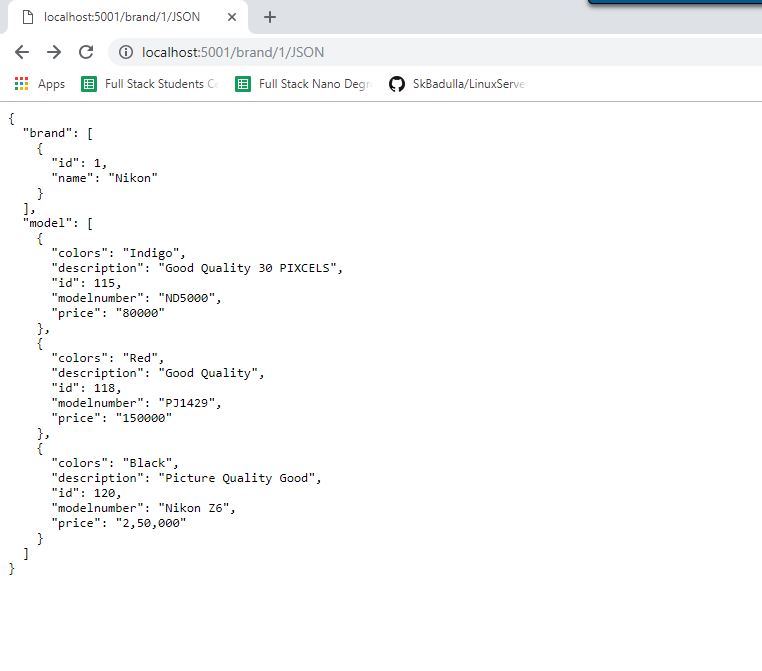 localhost:5001/brand/1/JSON
localhost:5001/brand/1/JSON
Apps
Full Stack Students
Full Stack Nano
SkBadulla/LinuxServe
{
"brand": [
{
"id": 1,
"name": "Nikon"
}
],
"model": [
{
"colors": "Indigo",
"description": "Good Quality 30 PIXCELS",
"id": 115,
"modelnumber": "ND5000",
"price": "80000"
},
{
"colors": "Red",
"description": "Good Quality",
"id": 118,
"modelnumber": "PJ1429",
"price": "150000"
},
{
"colors": "Black",
"description": "Picture Quality Good",
"id": 120,
"modelnumber": "Nikon Z6",
"price": "2,50,000"
}
]
}